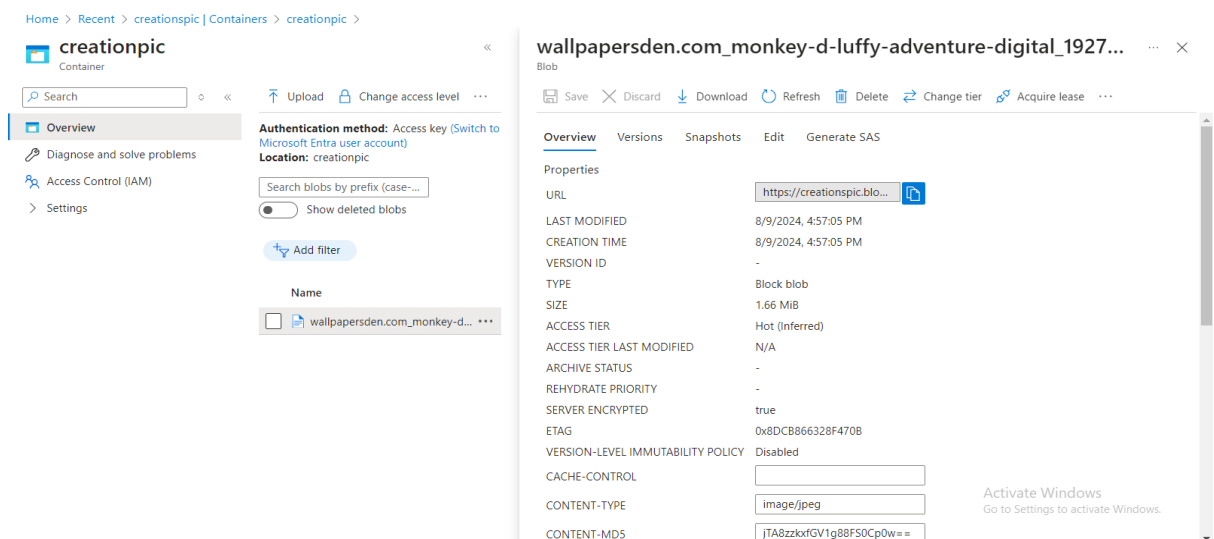 Home > Recent > creationspic | Containers > creationpic >
creationpic
Container
Search
Overview
Diagnose and solve problems
Access Control (IAM)
Settings
Upload Change access level ...
Authentication method: Access key (Switch to
Microsoft Entra user account)
Location: creationpic
Search blobs by prefix (case-...
Show deleted blobs
Add filter
Name
wallpapersden.com_monkey-d... ...
wallpapersden.com_monkey-d-luffy-adventure-digital_1927... ...
Blob
Save Discard Download Refresh Delete Change tier Acquire lease ...
Overview Versions Snapshots Edit Generate SAS
Properties
URL https://creationspic.blo...
LAST MODIFIED 8/9/2024, 4:57:05 PM
CREATION TIME 8/9/2024, 4:57:05 PM
VERSION ID -
TYPE Block blob
SIZE 1.66 MiB
ACCESS TIER Hot (Inferred)
ACCESS TIER LAST MODIFIED N/A
ARCHIVE STATUS -
REHYDRATE PRIORITY -
SERVER ENCRYPTED true
ETAG 0x8DCB866328F470B
VERSION-LEVEL IMMUTABILITY POLICY Disabled
CACHE-CONTROL
CONTENT-TYPE image/jpeg
CONTENT-MD5 jTA8zzkxfGV1g88FS0Cp0w==
Activate Windows
Go to Settings to activate Windows.